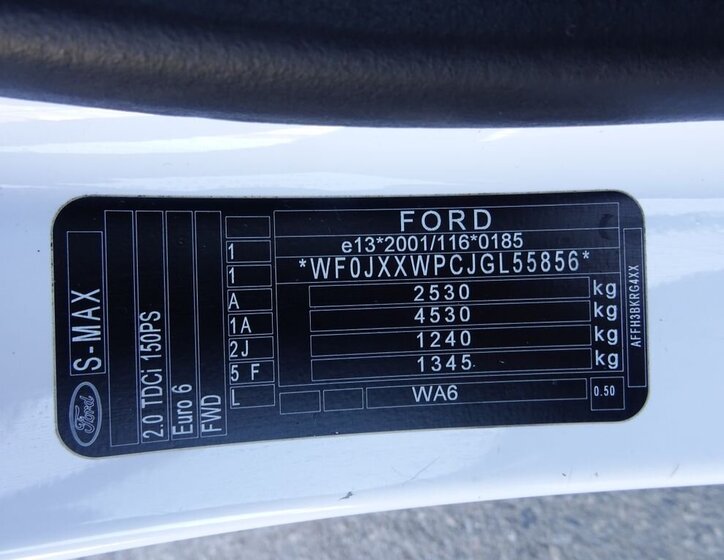 FORD
e13*2001/116*0185
*WF0JXXWPCJGL55856*
2530 kg
4530 kg
1240 kg
1345 kg
WA6
0.50
1
1
A
1A
2J
5 F
L
Ford
S-MAX
2.0 TDCi 150PS
Euro 6
FWD
AFFH3BKRG4XX